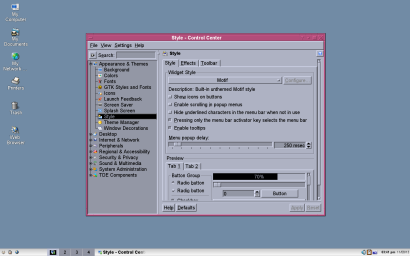 My Computer
My Documents
My Network
Printers
Trash
Web Browser
Style - Control Center
File View Settings Help
Search
Appearance & Themes
Background
Colors
Fonts
GTK Styles and Fonts
Icons
Launch Feedback
Screen Saver
Splash Screen
Style
Theme Manager
Window Decorations
Desktop
Internet & Network
Peripherals
Regional & Accessibility
Security & Privacy
Sound & Multimedia
System Administration
TDE Components
Style
Style Effects Toolbar
Widget Style
Motif
Configure...
Description: Built-in unthemed Motif style
Show icons on buttons
Enable scrolling in popup menus
Hide underlined characters in the menu bar when not in use
Pressing only the menu bar activator key selects the menu bar
Enable tooltips
Menu popup delay:
250 msec
Preview
Tab 1 Tab 2
Button Group
70%
Radio button
Radio button
Button
Help Defaults
Apply Reset
1 2 3 4
Style - Control Cen